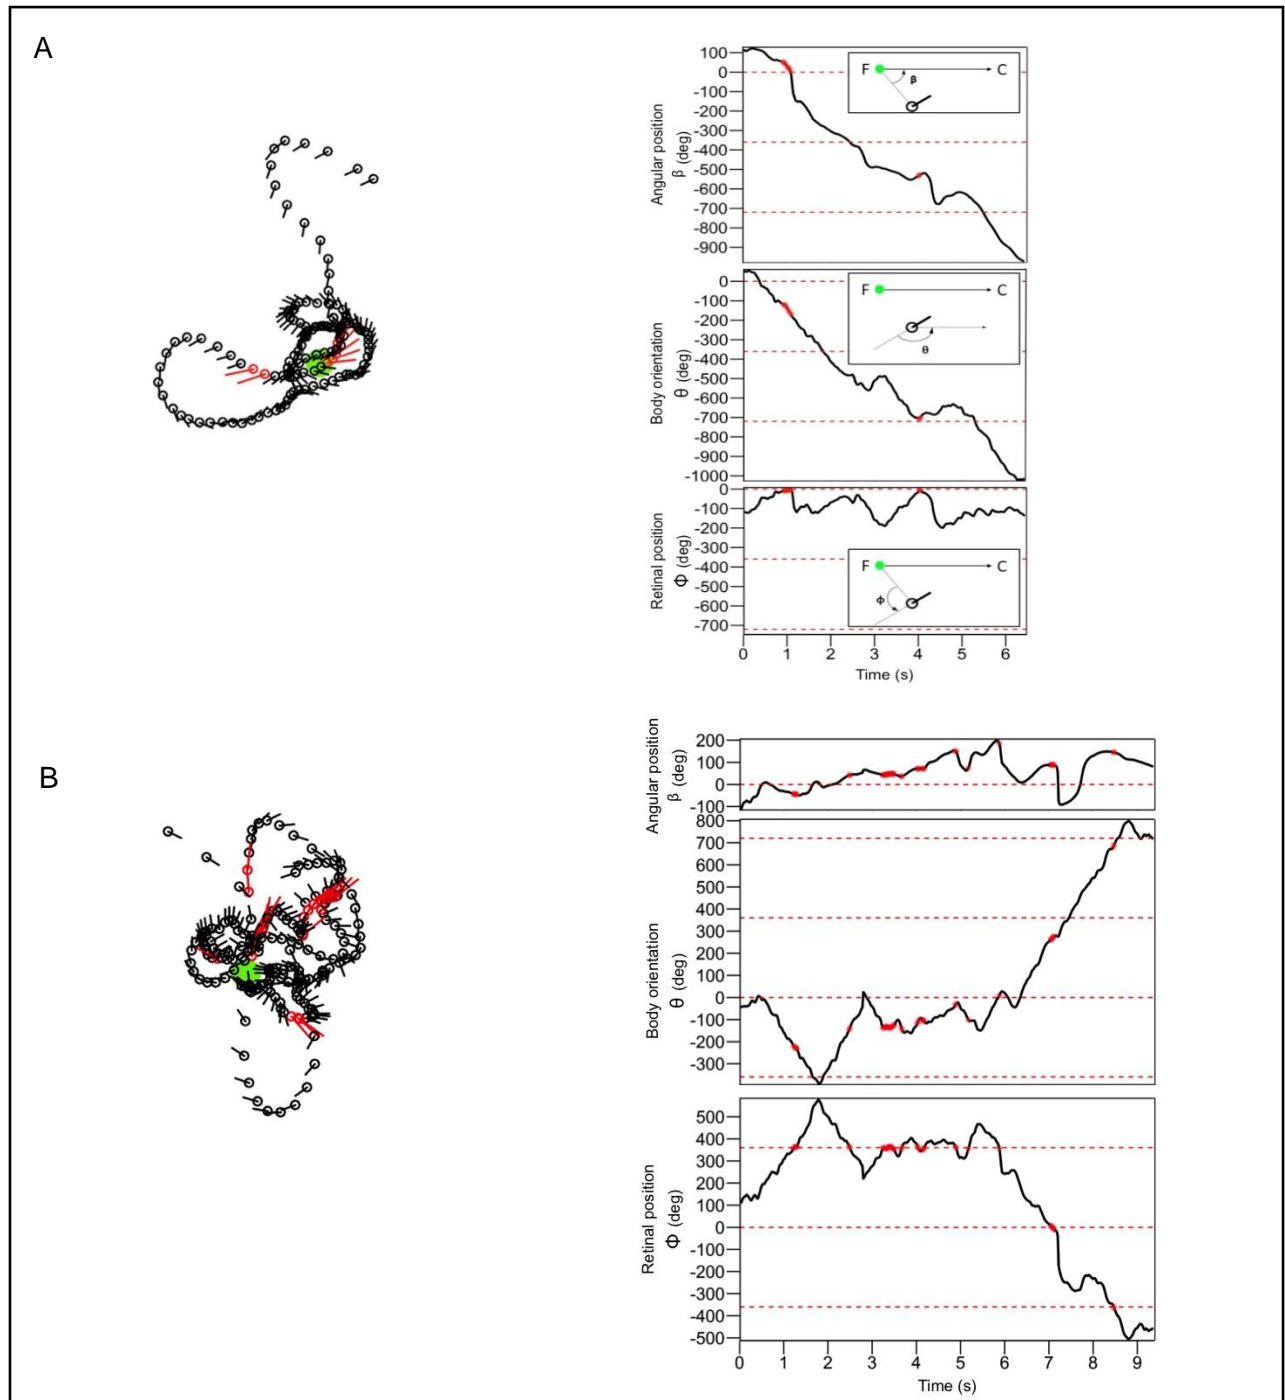 A
Angular position
β (deg)
100
0
-100
-200
-300
-400
-500
-600
-700
-800
-900
F
C
β
Body orientation
θ (deg)
0
-100
-200
-300
-400
-500
-600
-700
-800
-900
-1000
F
C
θ
Retinal position
Φ (deg)
0
-100
-200
-300
-400
-500
-600
-700
F
C
Φ
0 1 2 3 4 5 6
Time (s)
B
Angular position
β (deg)
200
100
0
-100
Body orientation
θ (deg)
800
700
600
500
400
300
200
100
0
-100
-200
-300
Retinal position
Φ (deg)
500
400
300
200
100
0
-100
-200
-300
-400
-500
0 1 2 3 4 5 6 7 8 9
Time (s)